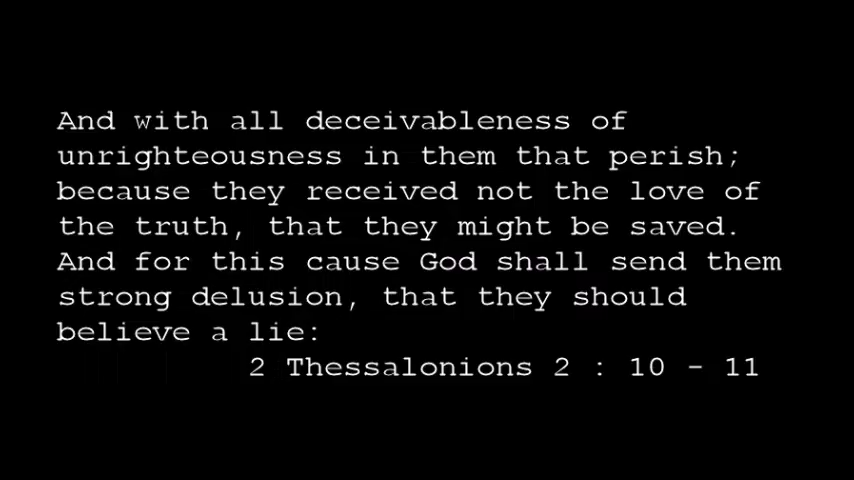 And with all deceivableness of
unrighteousness in them that perish;
because they received not the love of
the truth, that they might be saved.
And for this cause God shall send them
strong delusion, that they should
believe a lie:
2 Thessalonions 2 : 10 - 11